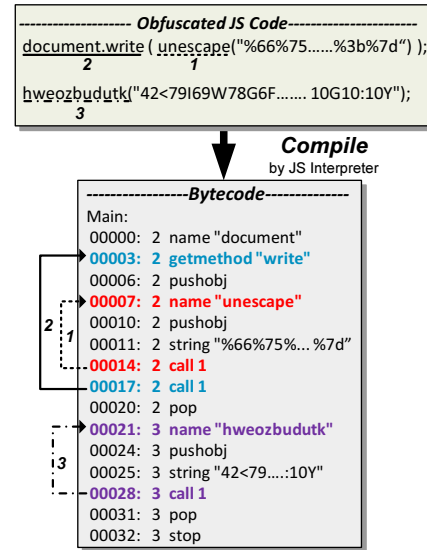 ------------------- Obfuscated JS Code------------------------
document.write ( unescape("%66%75……%3b%7d“) );
2 1
hweozbudutk("42<79I69W78G6F……. 10G10:10Y");
3
Compile
by JS Interpreter
-----------------Bytecode--------------
Main:
00000: 2 name "document"
00003: 2 getmethod "write"
00006: 2 pushobj
00007: 2 name "unescape"
00010: 2 pushobj
00011: 2 string "%66%75%... %7d”
00014: 2 call 1
00017: 2 call 1
00020: 2 pop
00021: 3 name "hweozbudutk"
00024: 3 pushobj
00025: 3 string "42<79....:10Y"
00028: 3 call 1
00031: 3 pop
00032: 3 stop
2
1
3